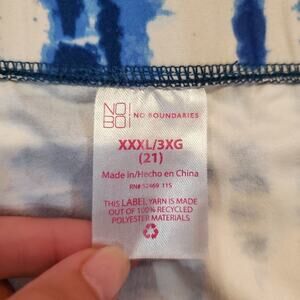 NO|
BO|
NO BOUNDARIES
XXXL/3XG
(21)
Made in/Hecho en China
RN# 52469 115
THIS LABEL YARN IS MADE
OUT OF 100% RECYCLED
POLYESTER MATERIALS